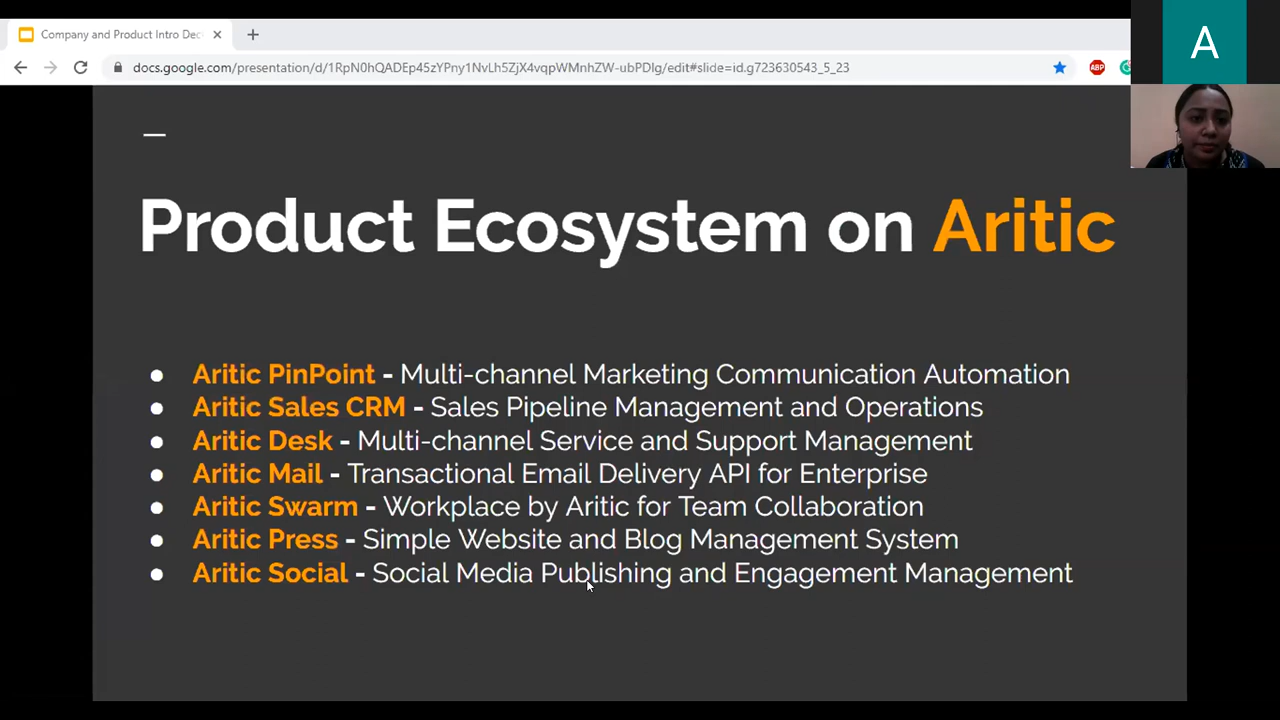 Company and Product Intro Dec
docs.google.com/presentation/d/1RpN0hQADEp45zYPny1NvLh5ZjX4vqpWMnhZW-ubPDIg/edit#slide=id.g723630543_5_23
ABP
A
Product Ecosystem on Aritic
● Aritic PinPoint - Multi-channel Marketing Communication Automation
● Aritic Sales CRM - Sales Pipeline Management and Operations
● Aritic Desk - Multi-channel Service and Support Management
● Aritic Mail - Transactional Email Delivery API for Enterprise
● Aritic Swarm - Workplace by Aritic for Team Collaboration
● Aritic Press - Simple Website and Blog Management System
● Aritic Social - Social Media Publishing and Engagement Management